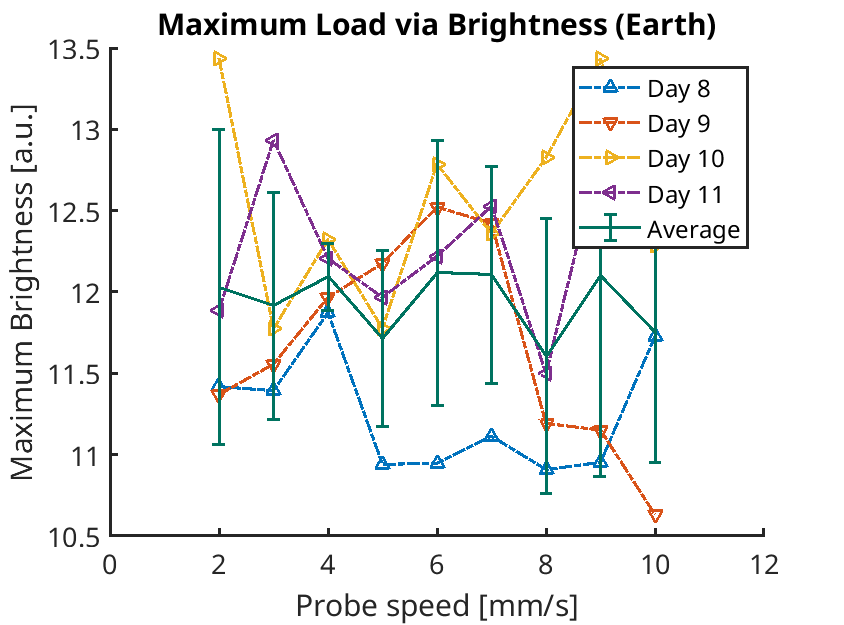 Maximum Load via Brightness (Earth)
Maximum Brightness [a.u.]
13.5
13
12.5
12
11.5
11
10.5
Day 8
Day 9
Day 10
Day 11
Average
0 2 4 6 8 10 12
Probe speed [mm/s]